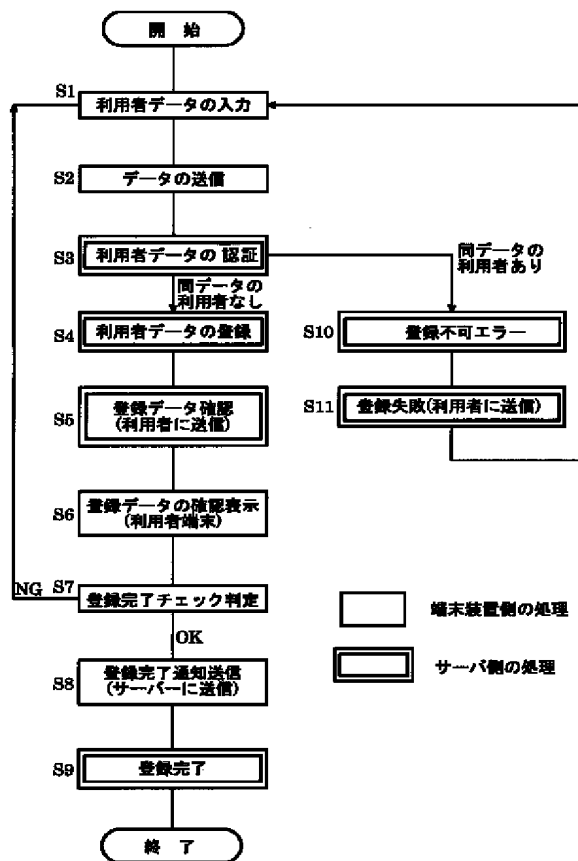 開 始
S1
利用者データの入力
S2
データの送信
S3
利用者データの 認証
同データの
利用者あり
同データの
利用者なし
S4
利用者データの登録
S10
登録不可エラー
S5
登録データ確認
(利用者に送信)
S11
登録失敗(利用者に送信)
S6
登録データの確認表示
(利用者端末)
NG
S7
登録完了チェック判定
端末装置側の処理
OK
S8
登録完了通知送信
(サーバーに送信)
サーバ側の処理
S9
登録完了
終 了